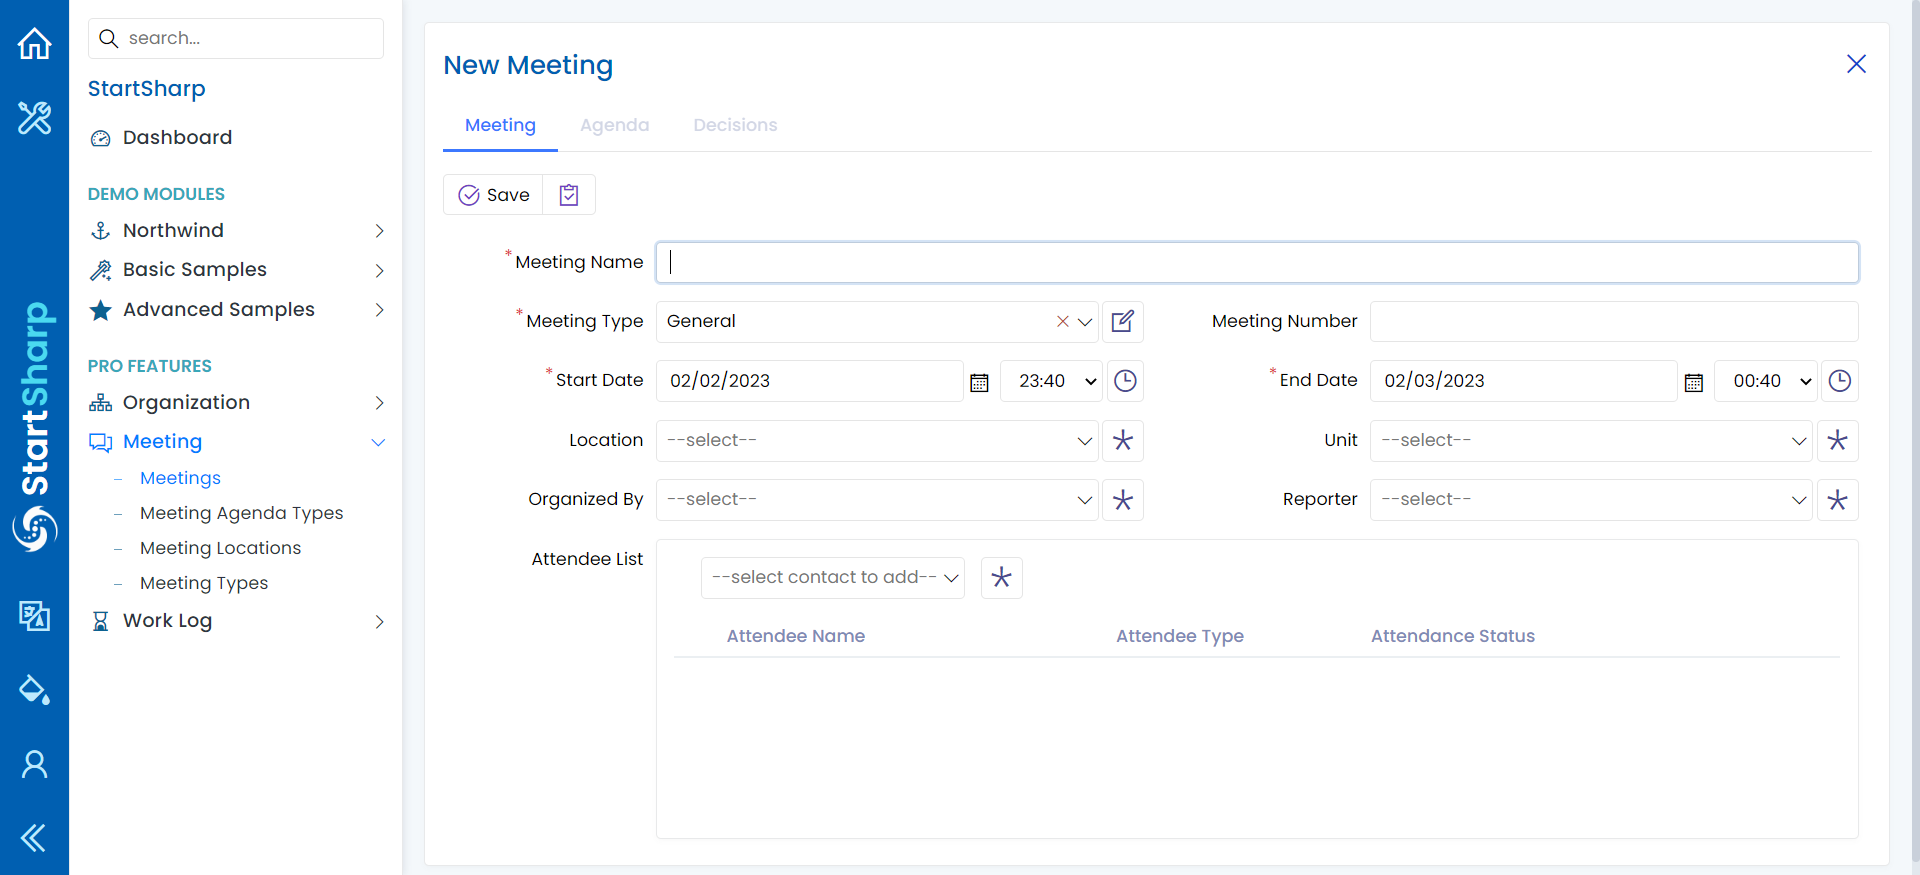 search...
StartSharp
Dashboard
DEMO MODULES
Northwind
Basic Samples
Advanced Samples
PRO FEATURES
Organization
Meeting
– Meetings
– Meeting Agenda Types
– Meeting Locations
– Meeting Types
Work Log
StartSharp
New Meeting
Meeting Agenda Decisions
Save
*Meeting Name
*Meeting Type General Meeting Number
*Start Date 02/02/2023 23:40 *End Date 02/03/2023 00:40
Location --select-- Unit --select--
Organized By --select-- Reporter --select--
Attendee List --select contact to add--
Attendee Name Attendee Type Attendance Status